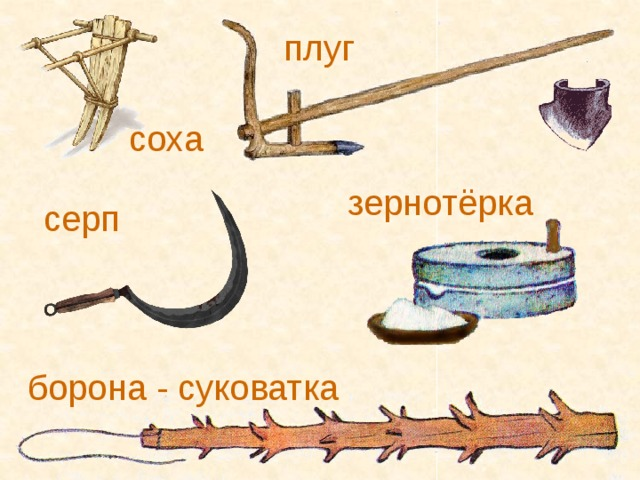 плуг
соха
зернотёрка
серп
борона - суковатка